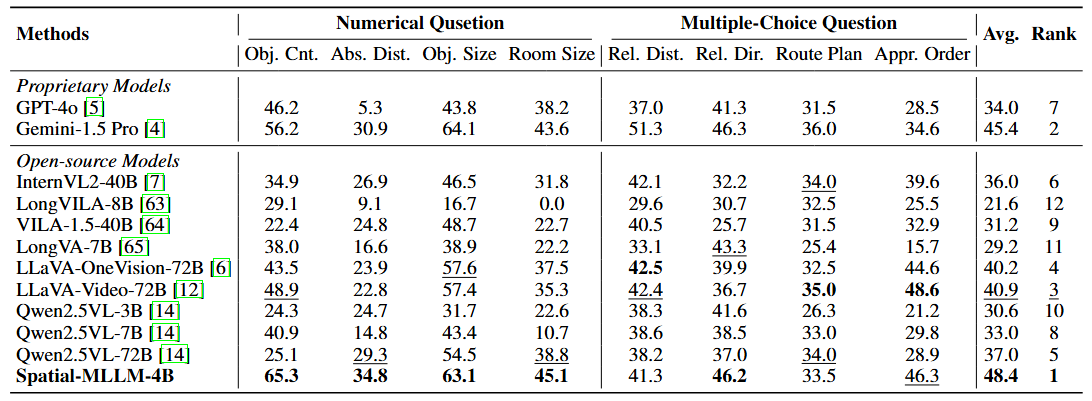 Methods Numerical Qusetion Multiple-Choice Question Avg. Rank
Obj. Cnt. Abs. Dist. Obj. Size Room Size Rel. Dist. Rel. Dir. Route Plan Appr. Order
Proprietary Models
GPT-4o [5] 46.2 5.3 43.8 38.2 37.0 41.3 31.5 28.5 34.0 7
Gemini-1.5 Pro [4] 56.2 30.9 64.1 43.6 51.3 46.3 36.0 34.6 45.4 2
Open-source Models
InternVL2-40B [7] 34.9 26.9 46.5 31.8 42.1 32.2 34.0 39.6 36.0 6
LongVILA-8B [63] 29.1 9.1 16.7 0.0 29.6 30.7 32.5 25.5 21.6 12
VILA-1.5-40B [64] 22.4 24.8 48.7 22.7 40.5 25.7 31.5 32.9 31.2 9
LongVA-7B [65] 38.0 16.6 38.9 22.2 33.1 43.3 25.4 15.7 29.2 11
LLaVA-OneVision-72B [6] 43.5 23.9 57.6 37.5 42.5 39.9 32.5 44.6 40.2 4
LLaVA-Video-72B [12] 48.9 22.8 57.4 35.3 42.4 36.7 35.0 48.6 40.9 3
Qwen2.5VL-3B [14] 24.3 24.7 31.7 22.6 38.3 41.6 26.3 21.2 30.6 10
Qwen2.5VL-7B [14] 40.9 14.8 43.4 10.7 38.6 38.5 33.0 29.8 33.0 8
Qwen2.5VL-72B [14] 25.1 29.3 54.5 38.8 38.2 37.0 34.0 28.9 37.0 5
Spatial-MLLM-4B 65.3 34.8 63.1 45.1 41.3 46.2 33.5 46.3 48.4 1